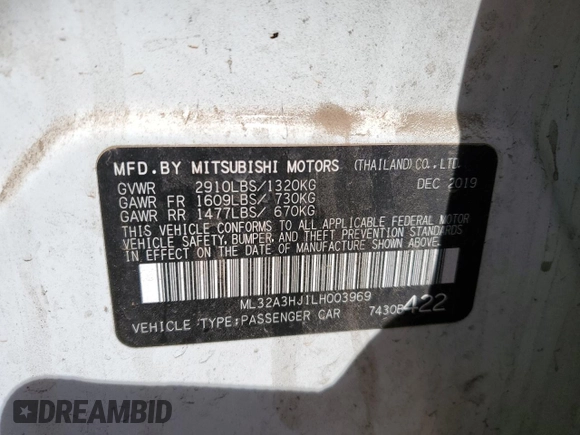 MFD.BY MITSUBISHI MOTORS (THAILAND)CO.,LTD.
GVWR 2910LBS/1320KG DEC 2019
GAWR FR 1609LBS/ 730KG
GAWR RR 1477LBS/ 670KG
THIS VEHICLE CONFORMS TO ALL APPLICABLE FEDERAL MOTOR
VEHICLE SAFETY, BUMPER, AND THEFT PREVENTION STANDARDS
IN EFFECT ON THE DATE OF MANUFACTURE SHOWN ABOVE.
ML32A3HJ1LH003969
VEHICLE TYPE:PASSENGER CAR 7430B422
DREAMBID